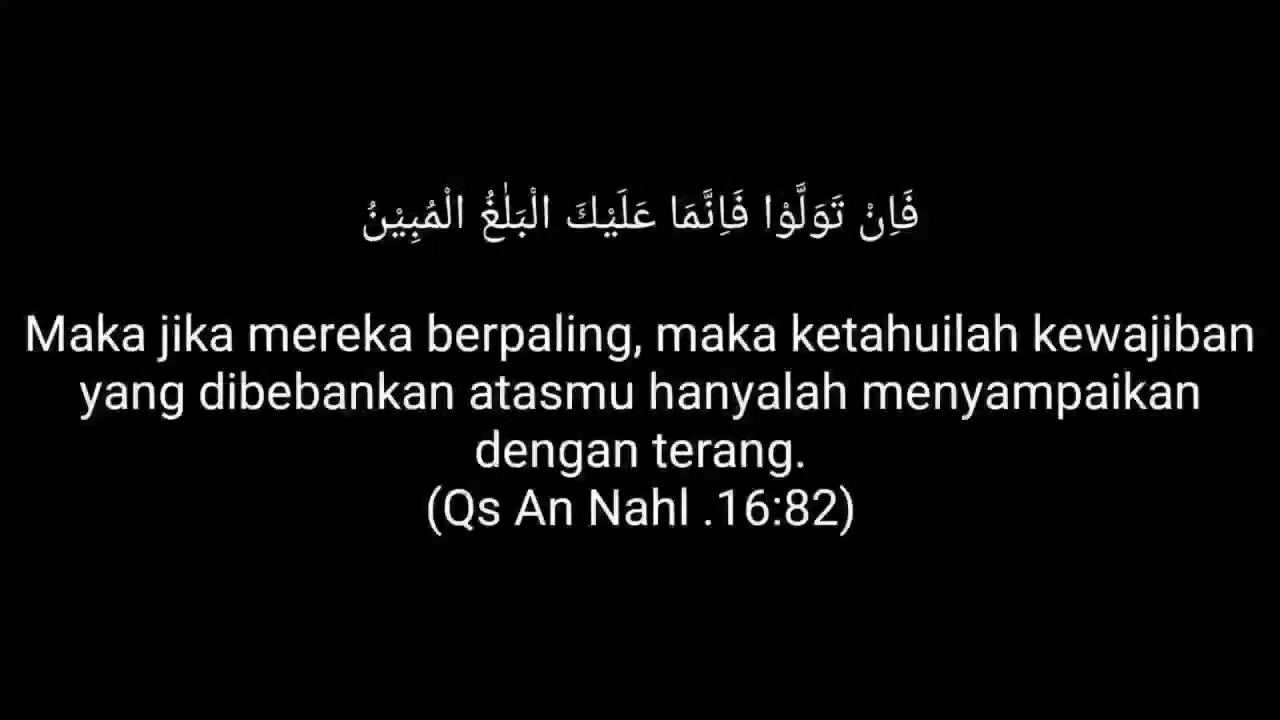 فَاِنْ تَوَلَّوْا فَاِنَّمَا عَلَيْكَ الْبَلٰغُ الْمُبِيْنُ
Maka jika mereka berpaling, maka ketahuilah kewajiban
yang dibebankan atasmu hanyalah menyampaikan
dengan terang.
(Qs An Nahl .16:82)